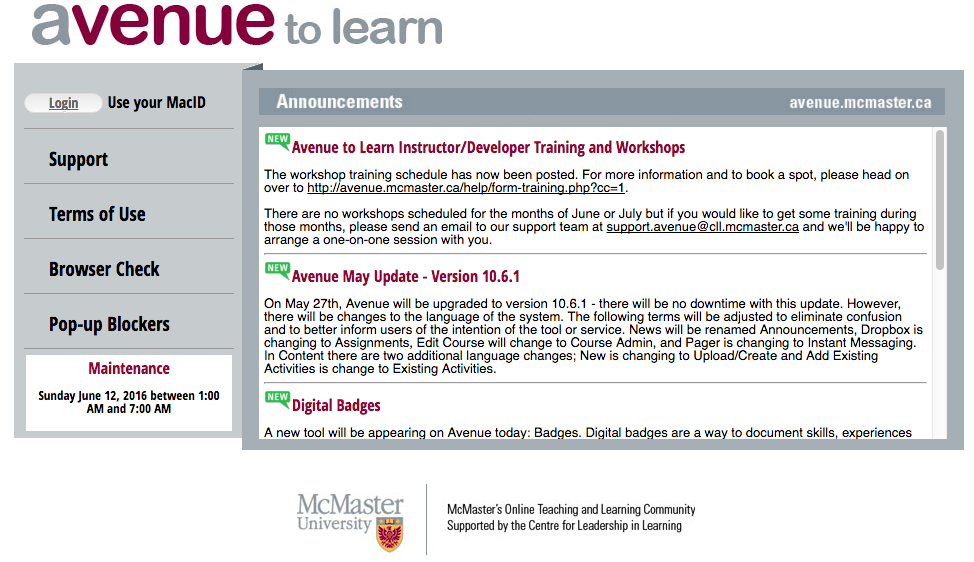 avenue to learn
Login Use your MacID
Support
Terms of Use
Browser Check
Pop-up Blockers
Maintenance
Sunday June 12, 2016 between 1:00
AM and 7:00 AM
Announcements
avenue.mcmaster.ca
NEW Avenue to Learn Instructor/Developer Training and Workshops
The workshop training schedule has now been posted. For more information and to book a spot, please head on
over to http://avenue.mcmaster.ca/help/form-training.php?cc=1.
There are no workshops scheduled for the months of June or July but if you would like to get some training during
those months, please send an email to our support team at support.avenue@cll.mcmaster.ca and we'll be happy to
arrange a one-on-one session with you.
NEW Avenue May Update - Version 10.6.1
On May 27th, Avenue will be upgraded to version 10.6.1 - there will be no downtime with this update. However,
there will be changes to the language of the system. The following terms will be adjusted to eliminate confusion
and to better inform users of the intention of the tool or service. News will be renamed Announcements, Dropbox is
changing to Assignments, Edit Course will change to Course Admin, and Pager is changing to Instant Messaging.
In Content there are two additional language changes; New is changing to Upload/Create and Add Existing
Activities is change to Existing Activities.
NEW Digital Badges
A new tool will be appearing on Avenue today: Badges. Digital badges are a way to document skills, experiences
McMaster
University
McMaster's Online Teaching and Learning Community
Supported by the Centre for Leadership in Learning